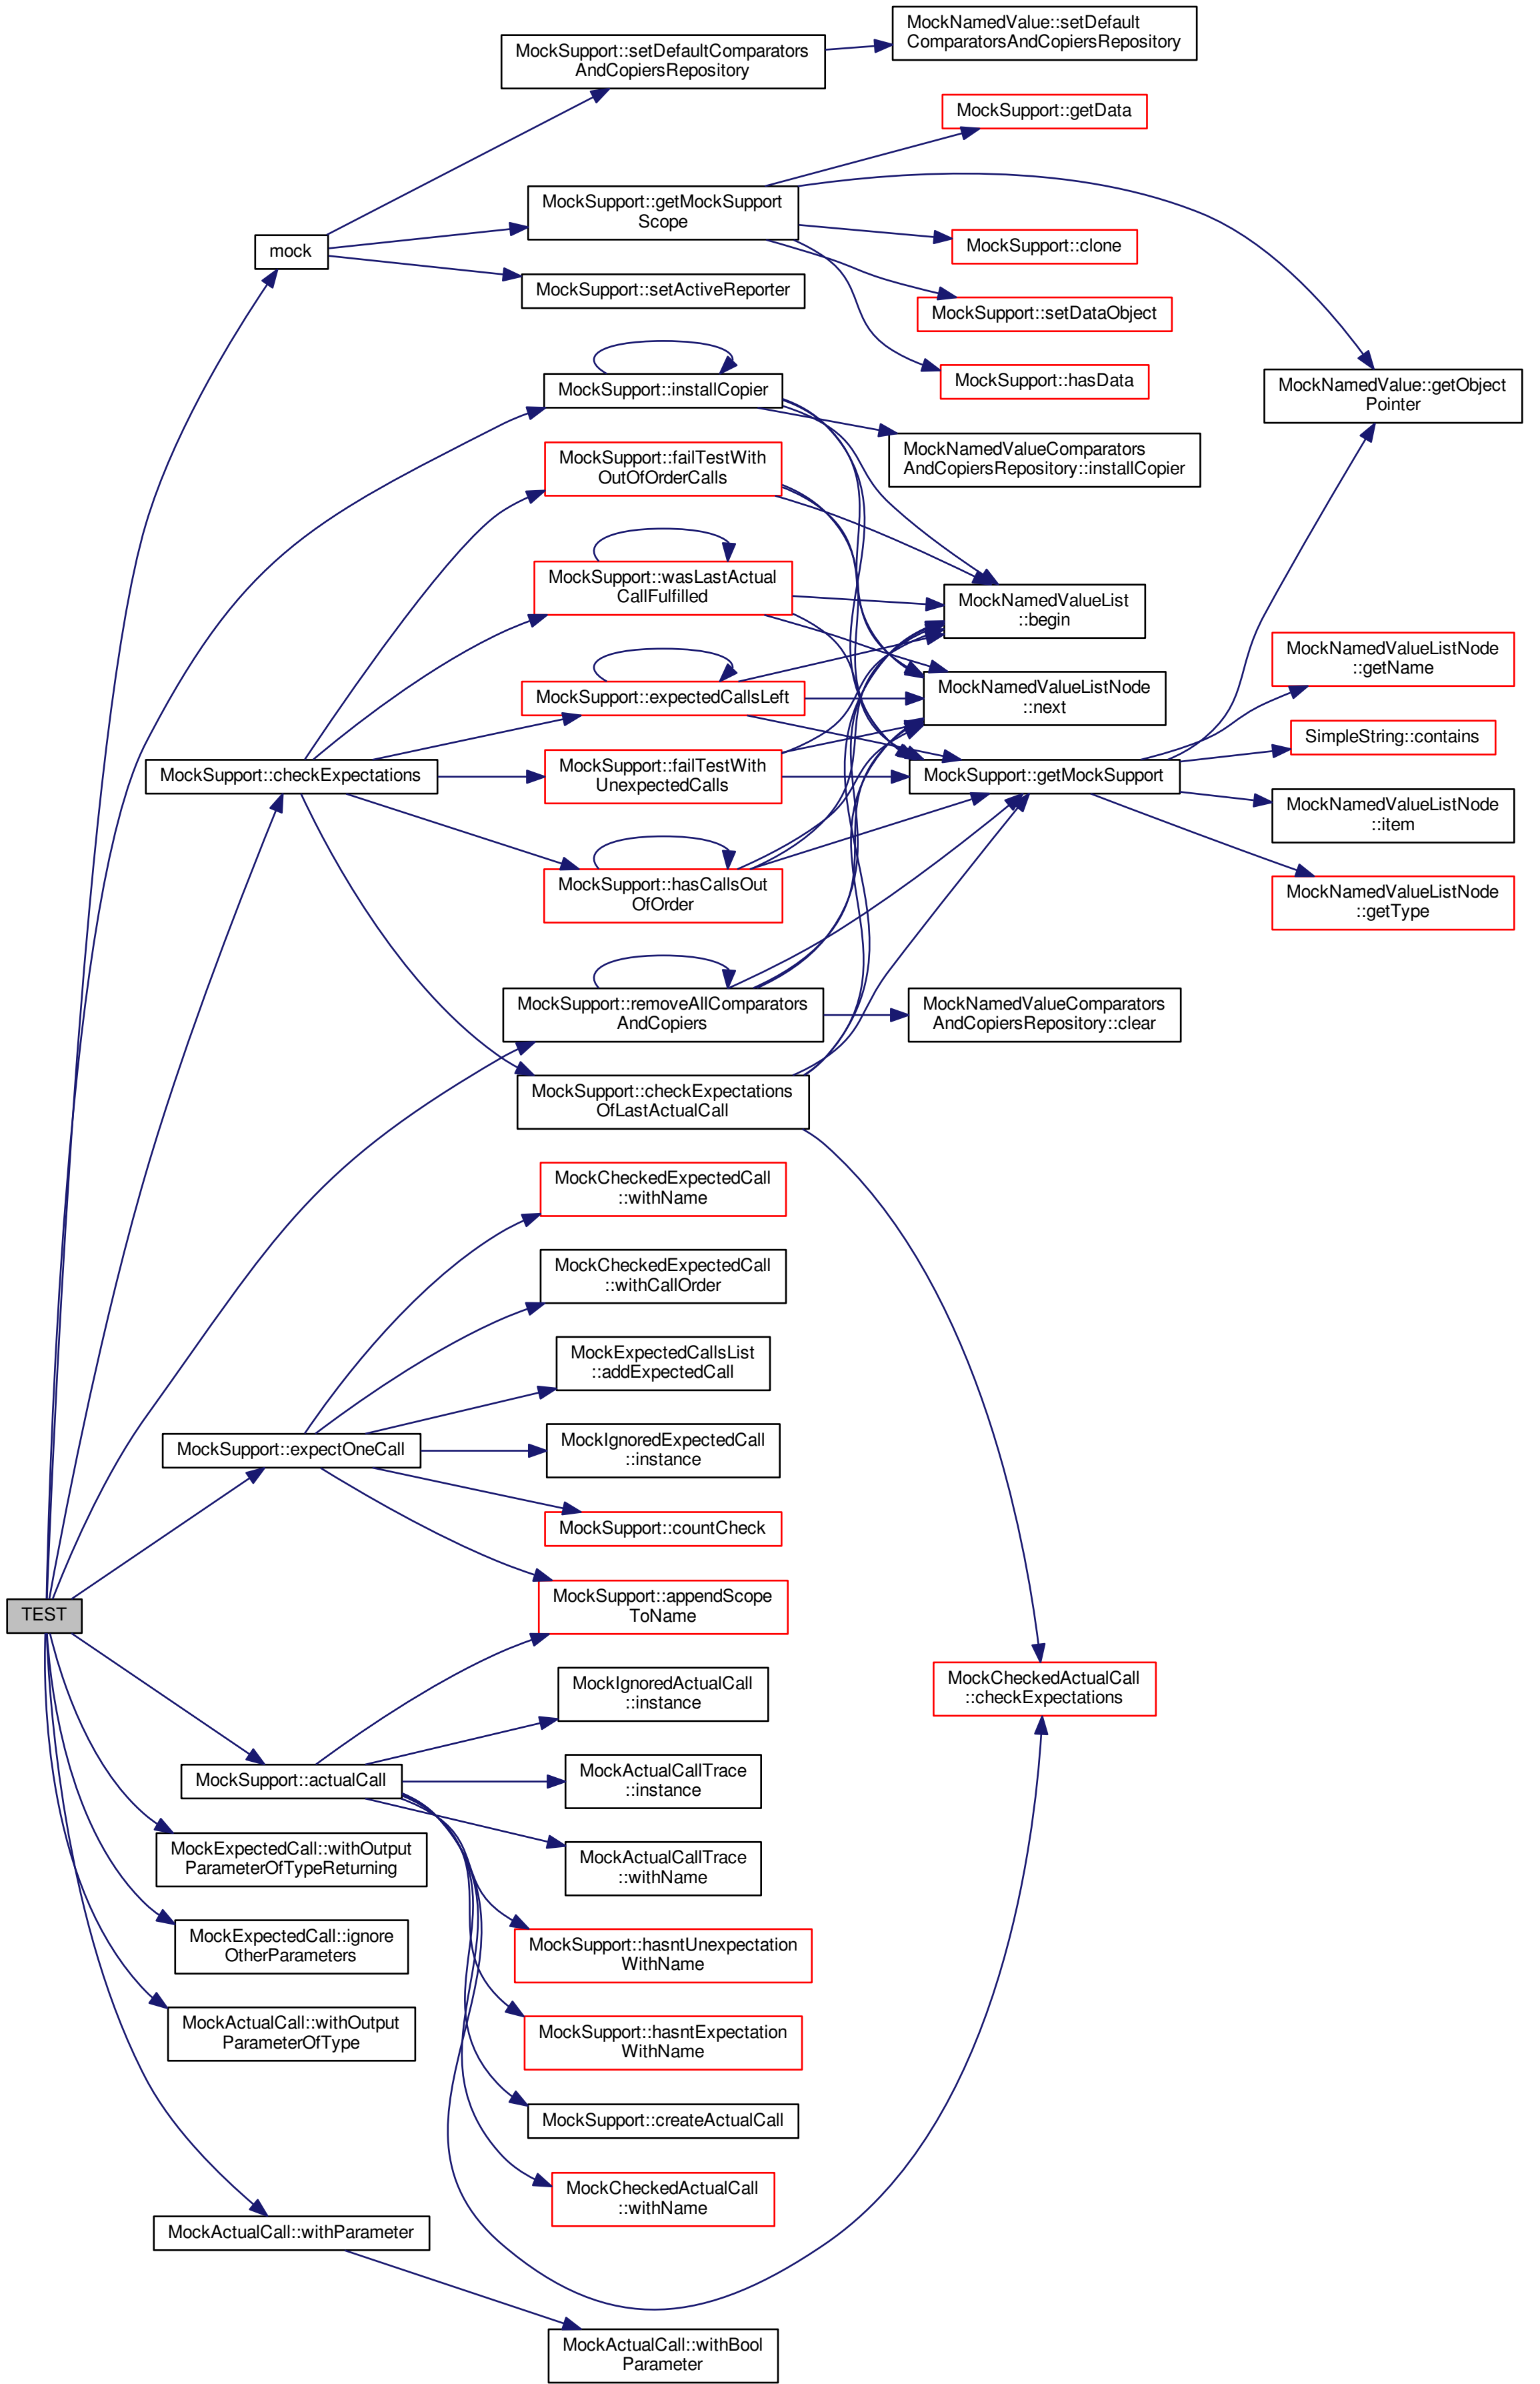 MockNamedValue::setDefault
ComparatorsAndCopiersRepository
MockSupport::setDefaultComparators
AndCopiersRepository
MockSupport::getData
MockSupport::getMockSupport
Scope
mock
MockSupport::clone
MockSupport::setActiveReporter
MockSupport::setDataObject
MockSupport::installCopier
MockSupport::hasData
MockNamedValue::getObject
Pointer
MockNamedValueComparators
AndCopiersRepository::installCopier
MockSupport::failTestWith
OutOfOrderCalls
MockSupport::wasLastActual
CallFulfilled
MockNamedValueList
::begin
MockNamedValueListNode
::getName
MockSupport::expectedCallsLeft
MockNamedValueListNode
::next
SimpleString::contains
MockSupport::checkExpectations
MockSupport::failTestWith
UnexpectedCalls
MockSupport::getMockSupport
MockNamedValueListNode
::item
MockSupport::hasCallsOut
OfOrder
MockNamedValueListNode
::getType
MockSupport::removeAllComparators
AndCopiers
MockNamedValueComparators
AndCopiersRepository::clear
MockSupport::checkExpectations
OfLastActualCall
MockCheckedExpectedCall
::withName
MockCheckedExpectedCall
::withCallOrder
MockExpectedCallsList
::addExpectedCall
MockSupport::expectOneCall
MockIgnoredExpectedCall
::instance
MockSupport::countCheck
TEST
MockSupport::appendScope
ToName
MockIgnoredActualCall
::instance
MockCheckedActualCall
::checkExpectations
MockSupport::actualCall
MockActualCallTrace
::instance
MockExpectedCall::withOutput
ParameterOfTypeReturning
MockActualCallTrace
::withName
MockExpectedCall::ignore
OtherParameters
MockSupport::hasntUnexpectation
WithName
MockActualCall::withOutput
ParameterOfType
MockSupport::hasntExpectation
WithName
MockSupport::createActualCall
MockCheckedActualCall
::withName
MockActualCall::withParameter
MockActualCall::withBool
Parameter